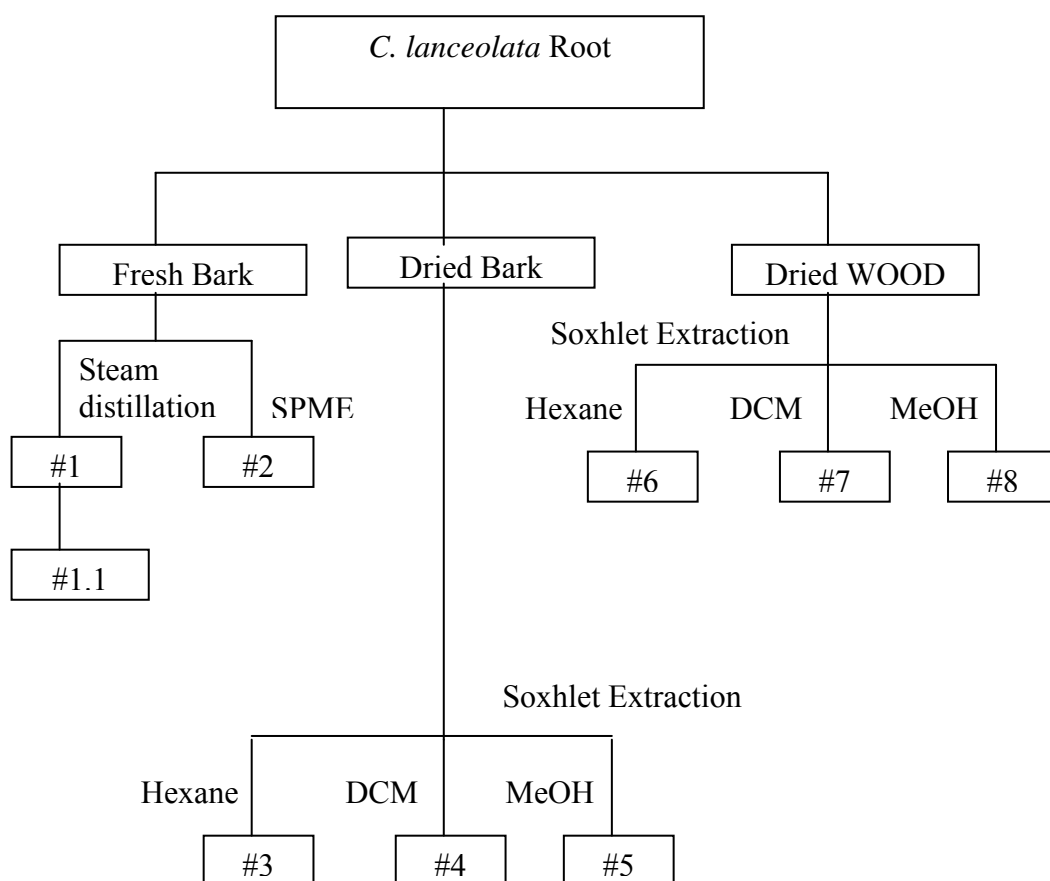 C. lanceolata Root
Fresh Bark
Dried Bark
Dried WOOD
Steam
distillation
SPME
Soxhlet Extraction
Hexane
DCM
MeOH
#1
#2
#6
#7
#8
#1.1
Soxhlet Extraction
Hexane
DCM
MeOH
#3
#4
#5